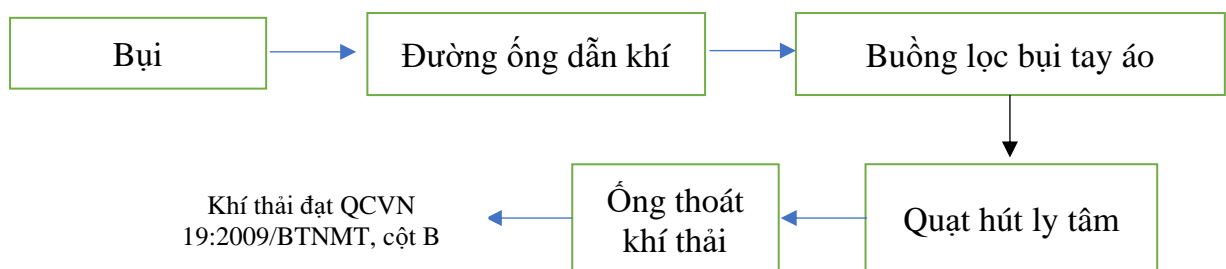 Bụi
Đường ống dẫn khí
Buồng lọc bụi tay áo
Quạt hút ly tâm
Ống thoát
khí thải
Khí thải đạt QCVN
19:2009/BTNMT, cột B